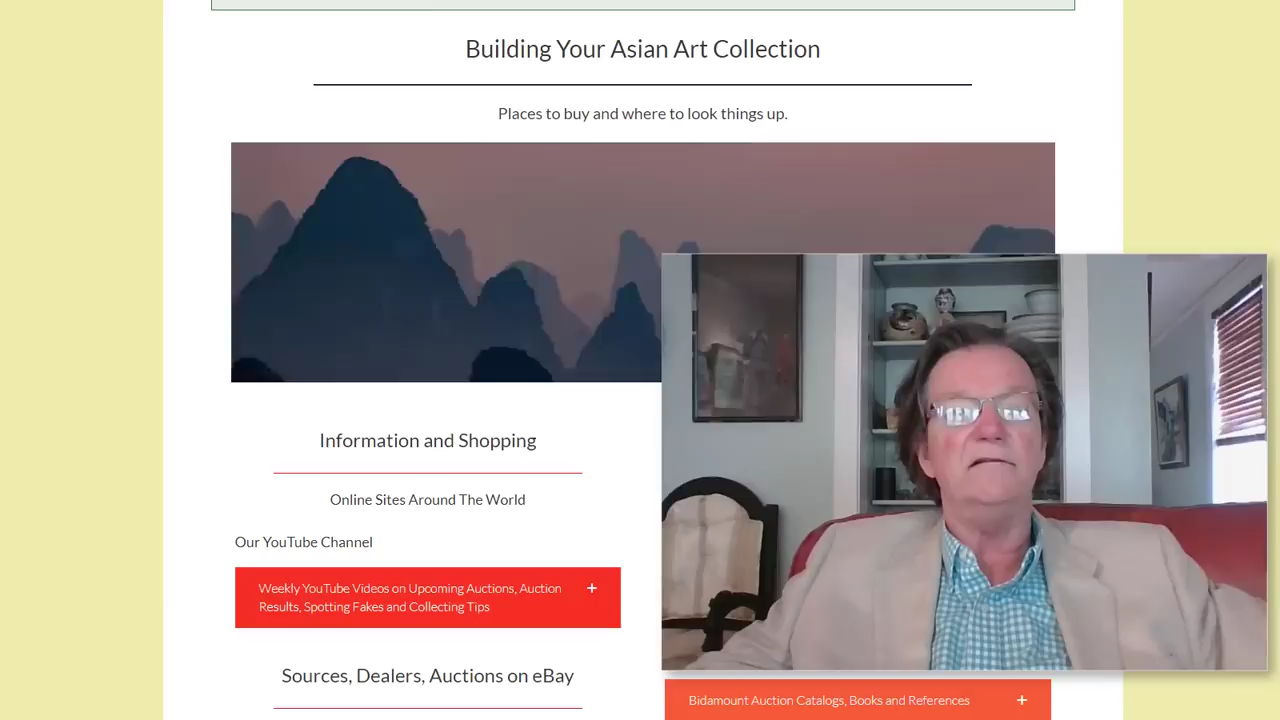 Building Your Asian Art Collection
Places to buy and where to look things up.
Information and Shopping
Online Sites Around The World
Our YouTube Channel
Weekly YouTube Videos on Upcoming Auctions, Auction
Results, Spotting Fakes and Collecting Tips
+
Sources, Dealers, Auctions on eBay
Bidamount Auction Catalogs, Books and References
+